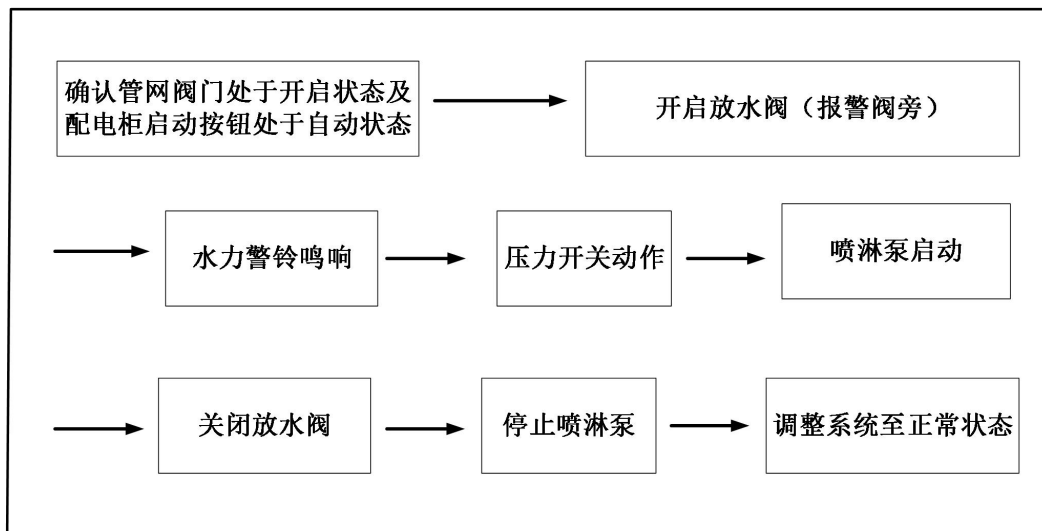 确认管网阀门处于开启状态及
配电柜启动按钮处于自动状态
开启放水阀（报警阀旁）
水力警铃鸣响
压力开关动作
喷淋泵启动
关闭放水阀
停止喷淋泵
调整系统至正常状态